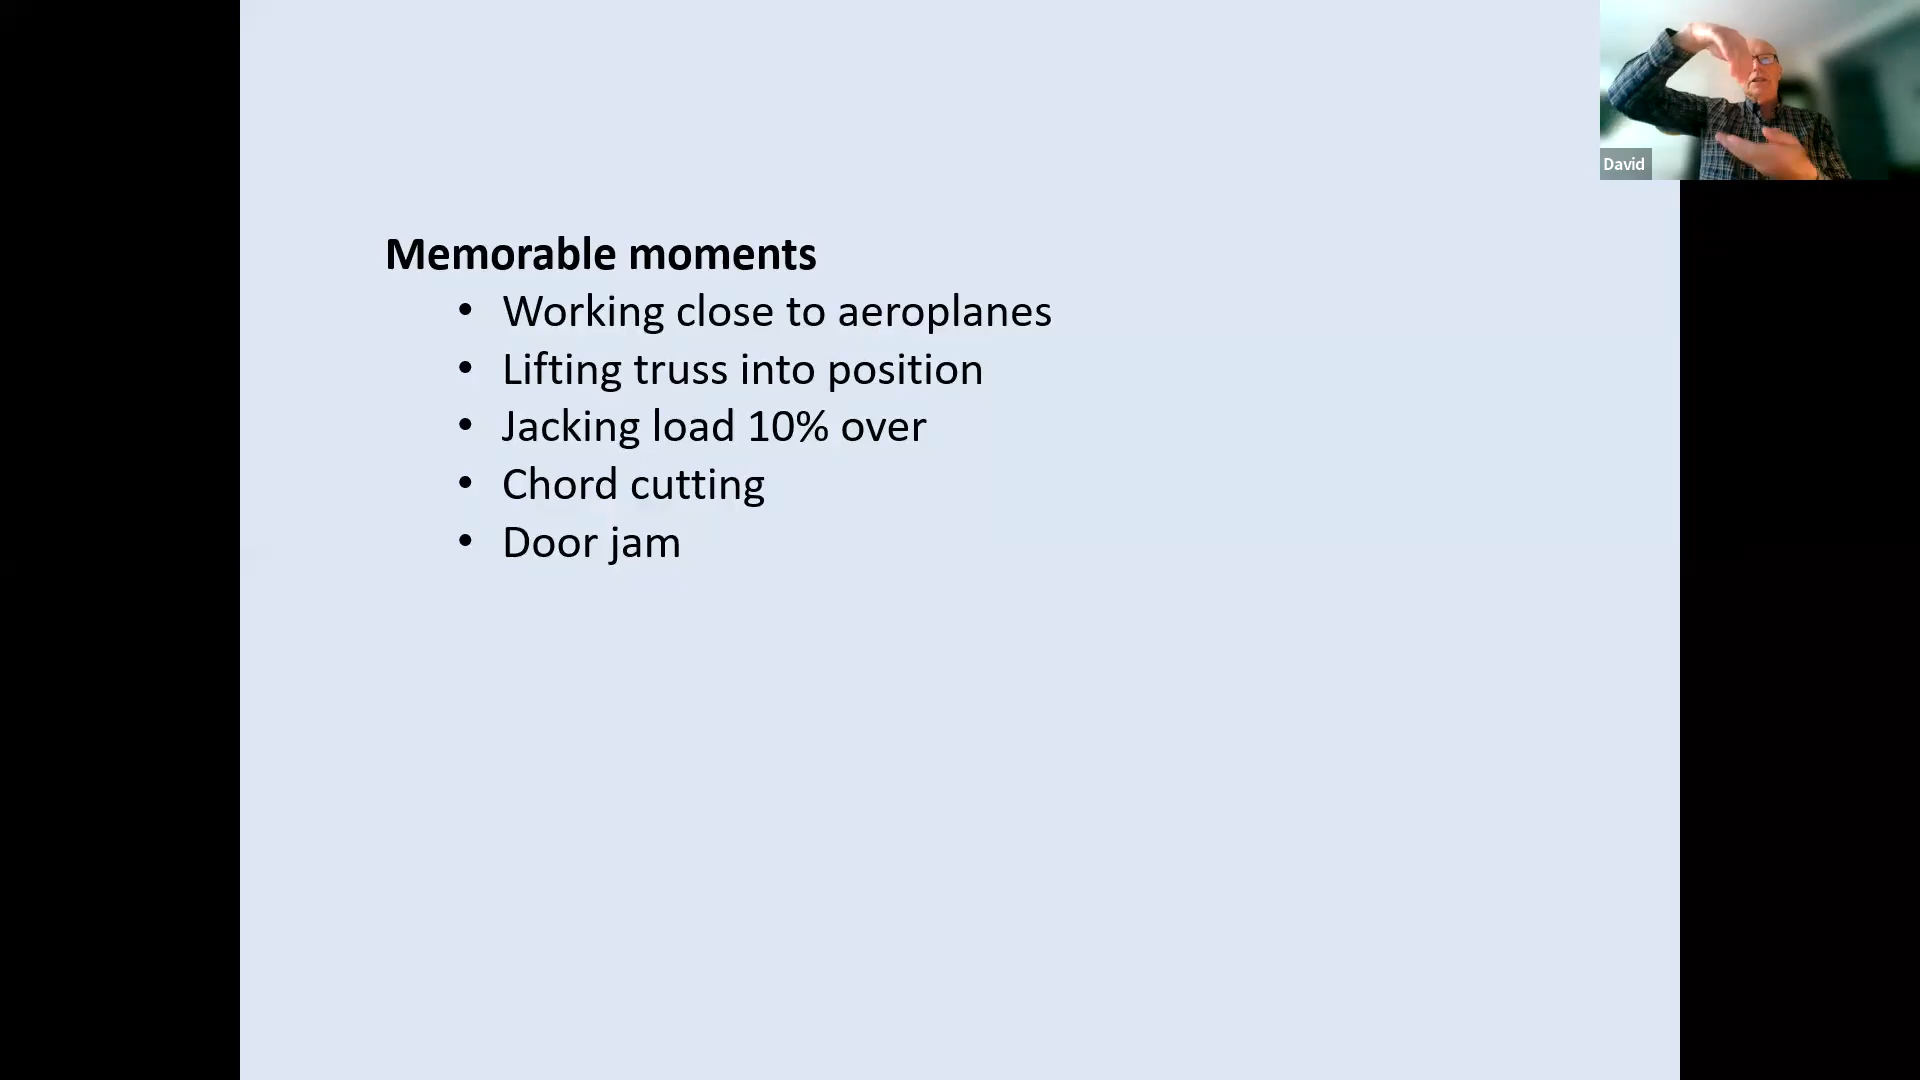 Memorable moments
• Working close to aeroplanes
• Lifting truss into position
• Jacking load 10% over
• Chord cutting
• Door jam
David